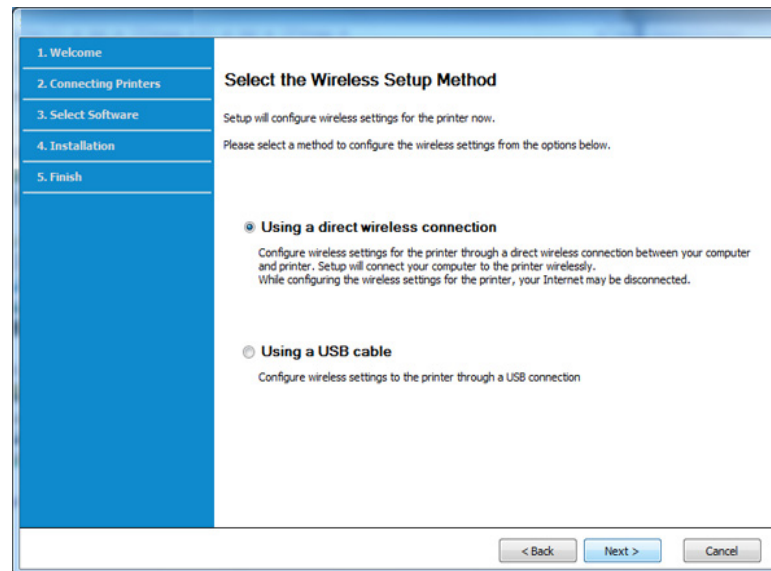 1. Welcome
2. Connecting Printers
3. Select Software
4. Installation
5. Finish
Select the Wireless Setup Method
Setup will configure wireless settings for the printer now.
Please select a method to configure the wireless settings from the options below.
Using a direct wireless connection
Configure wireless settings for the printer through a direct wireless connection between your computer
and printer. Setup will connect your computer to the printer wirelessly.
While configuring the wireless settings for the printer, your Internet may be disconnected.
Using a USB cable
Configure wireless settings to the printer through a USB connection
< Back
Next >
Cancel